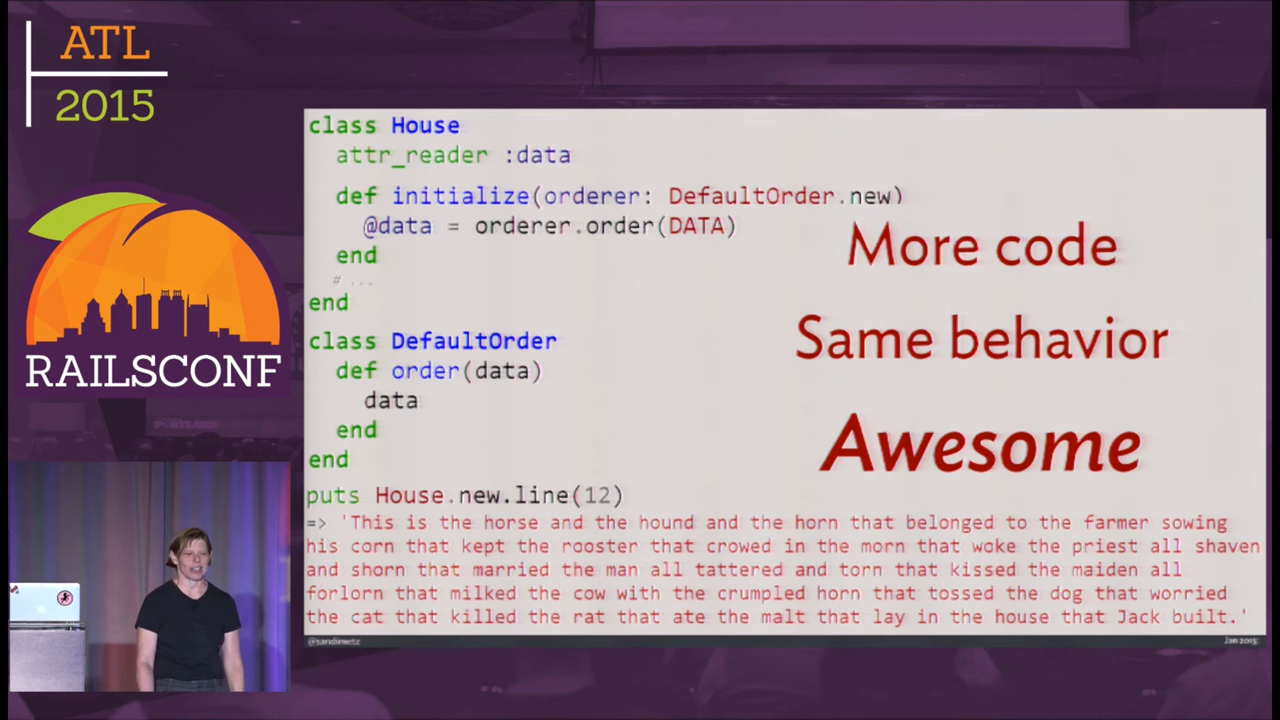 ATL
2015
RAILSCONF
class House
attr_reader :data
def initialize(orderer: DefaultOrder.new)
@data = orderer.order(DATA)
end
# ...
end
class DefaultOrder
def order(data)
data
end
end
puts House.new.line(12)
=> 'This is the horse and the hound and the horn that belonged to the farmer sowing
his corn that kept the rooster that crowed in the morn that woke the priest all shaven
and shorn that married the man all tattered and torn that kissed the maiden all
forlorn that milked the cow with the crumpled horn that tossed the dog that worried
the cat that killed the rat that ate the malt that lay in the house that Jack built.'
More code
Same behavior
Awesome
@sandimetz
Jan 2015
PORTLAND